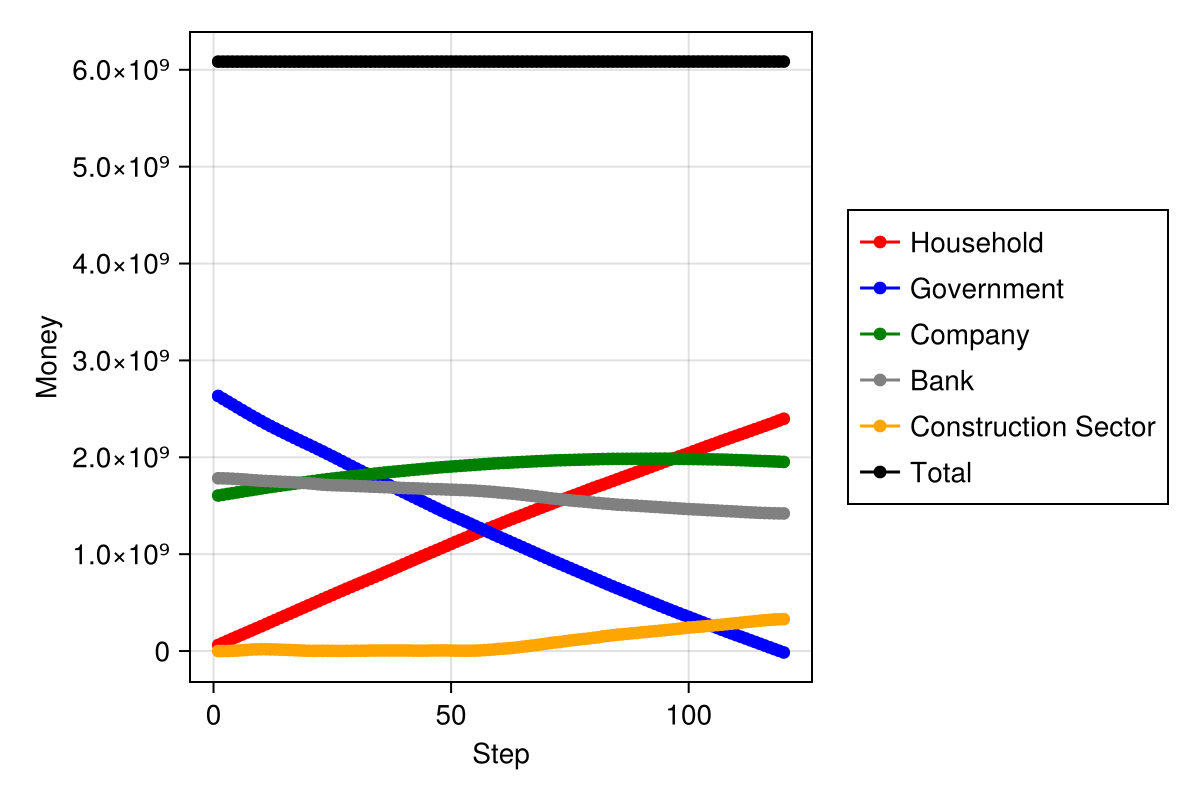 6.0×10⁹
5.0×10⁹
4.0×10⁹
3.0×10⁹
2.0×10⁹
1.0×10⁹
0
Money
0 50 100
Step
Household
Government
Company
Bank
Construction Sector
Total